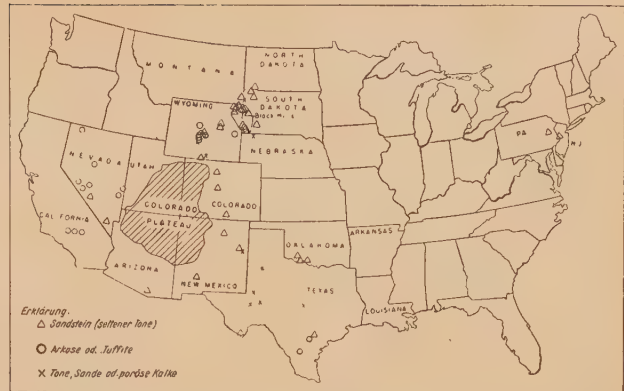 NORTH
DAKOTA
MONTANA
SOUTH
DAKOTA
WYOMING
NEBRASKA
PA
NJ
NEVADA
UTAH
COLORADO
COLORADO
PLATEAU
CALIFORNIA
ARKANSAS
OKLAHOMA
ARIZONA
NEW MEXICO
TEXAS
LOUISIANA
Erklärung:
Sandstein (seltener Tone)
Arkose od. Tuffite
Tone, Sande od. poröse Kalke